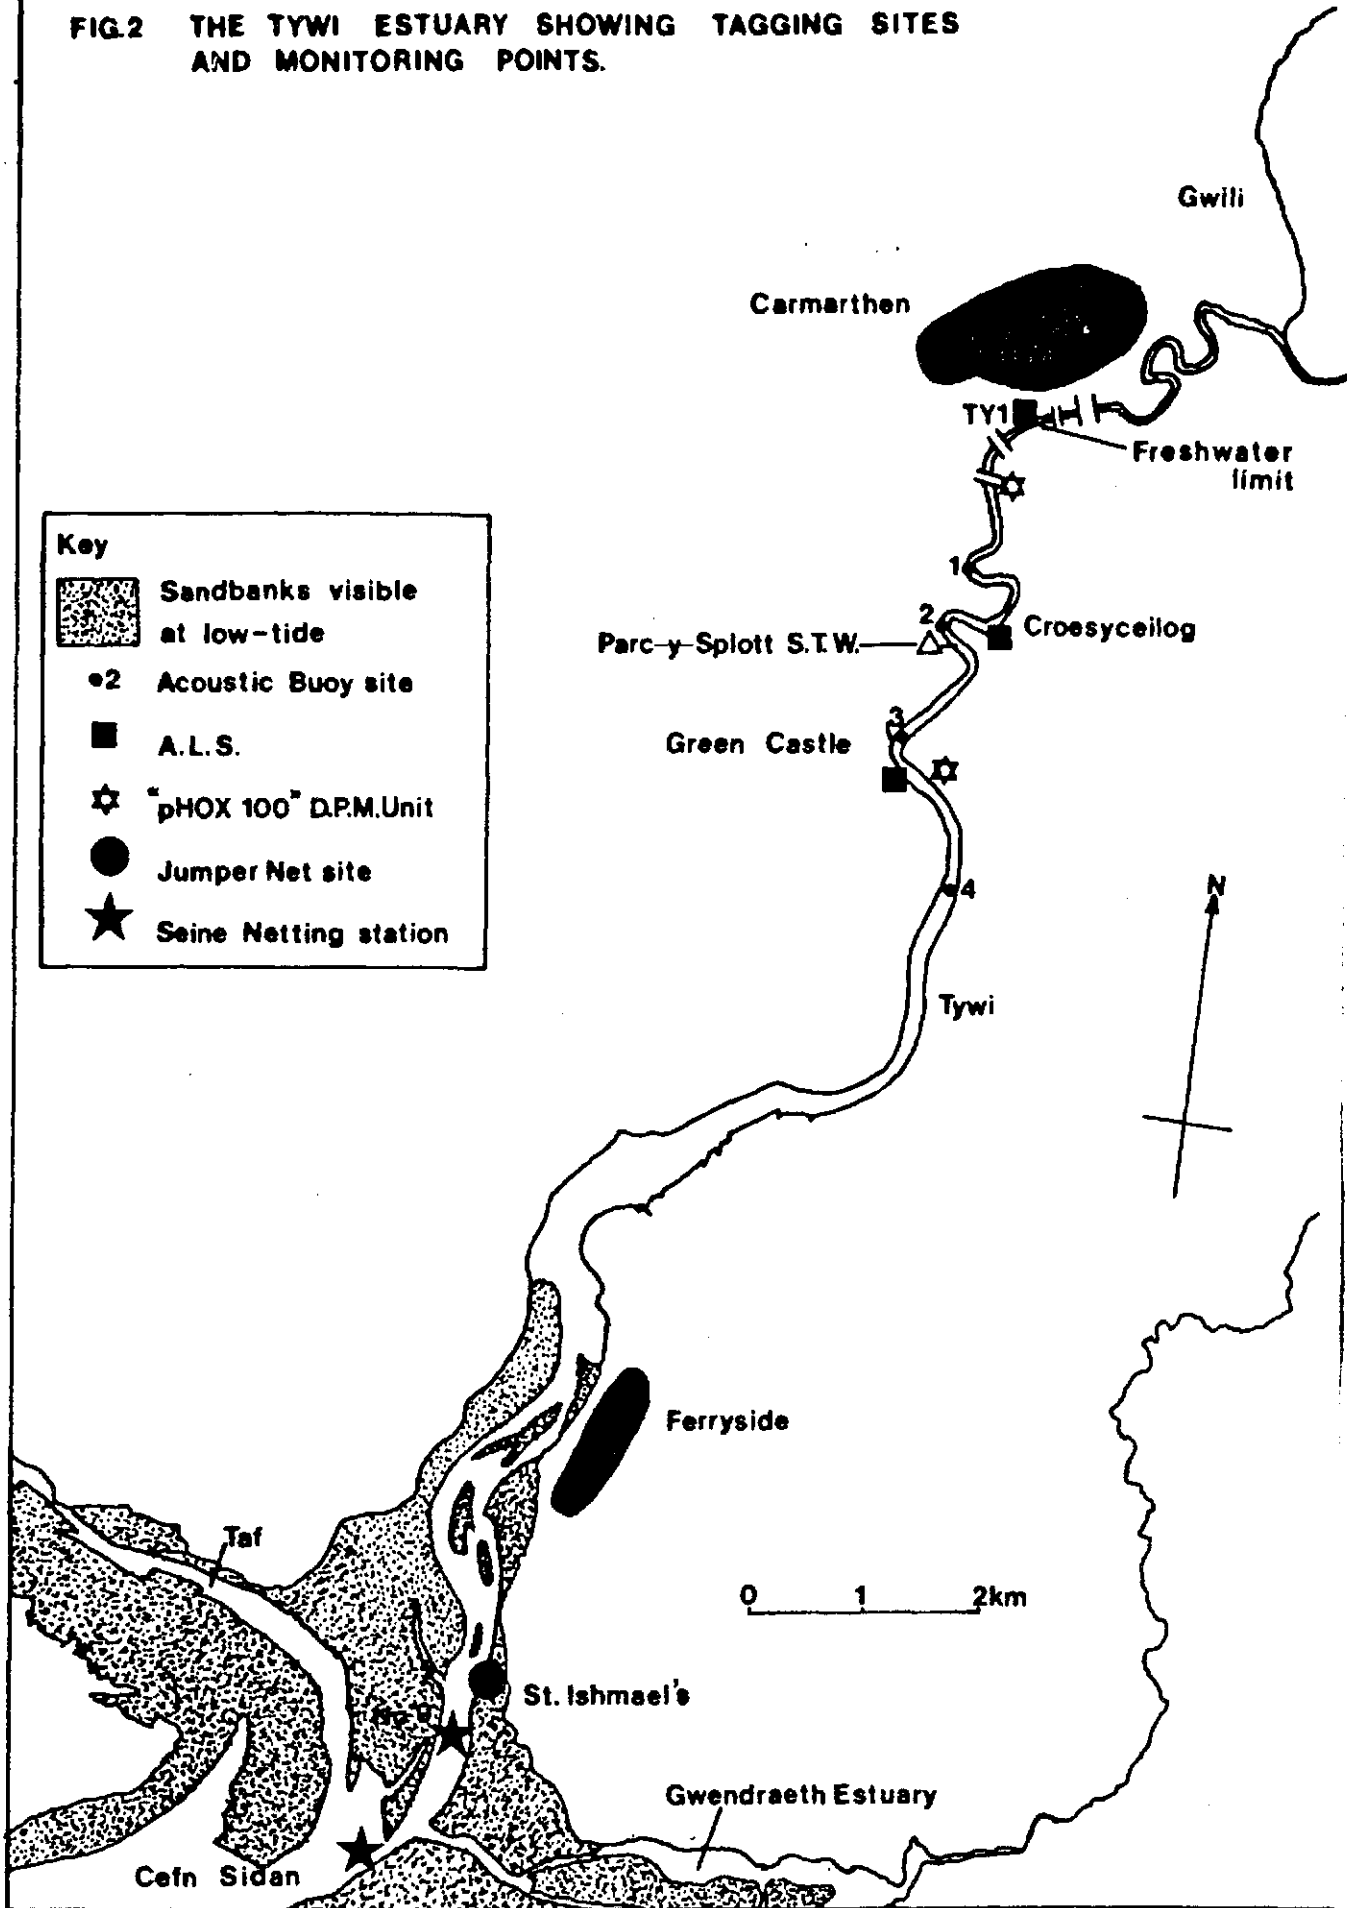 FIG.2 THE TYWI ESTUARY SHOWING TAGGING SITES
AND MONITORING POINTS.
Gwili
Carmarthen
TY1
Freshwater
limit
1
2
Croesyceilog
Parc-y-Splott S.T.W.
3
Green Castle
4
N
Tywi
Key
Sandbanks visible
at low-tide
•2 Acoustic Buoy site
A.L.S.
"pHOX 100" D.P.M.Unit
Jumper Net site
Seine Netting station
Ferryside
Taf
0 1 2km
St. Ishmael's
Gwendraeth Estuary
Cefn Sidan